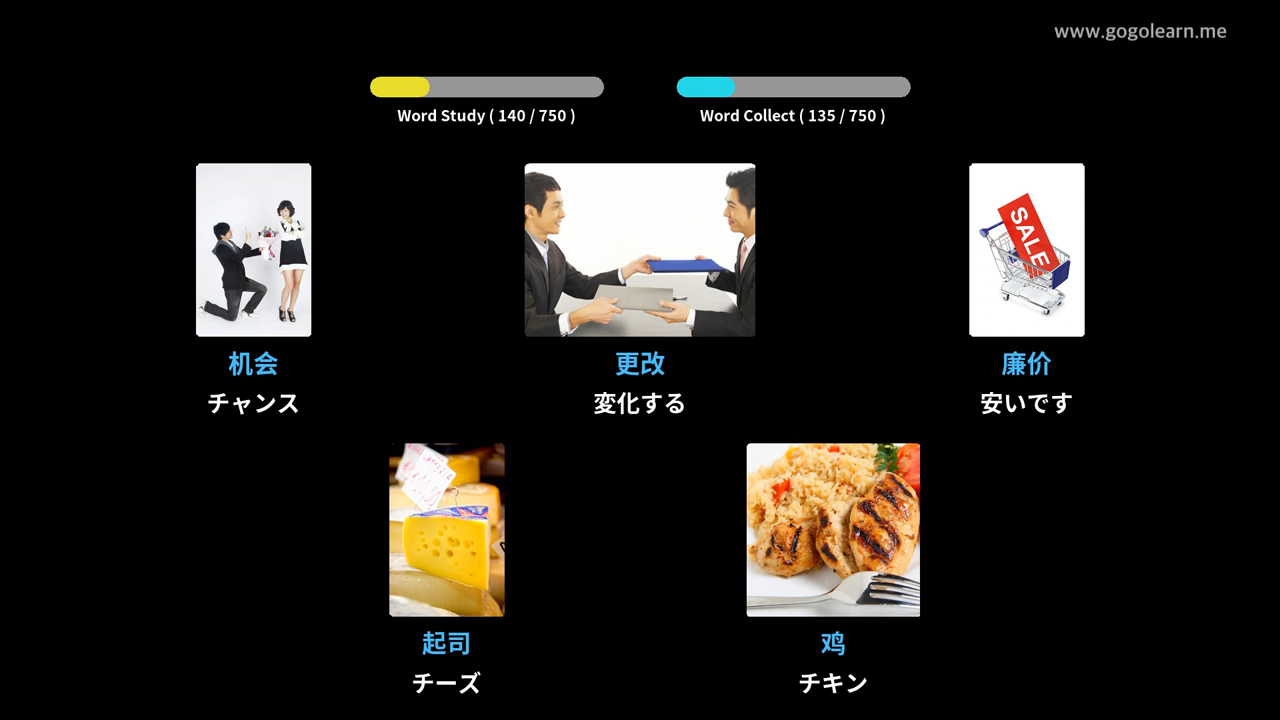 www.gogolearn.me
Word Study ( 140 / 750 )
Word Collect ( 135 / 750 )
SALE
机会
更改
廉价
チャンス
変化する
安いです
起司
鸡
チーズ
チキン